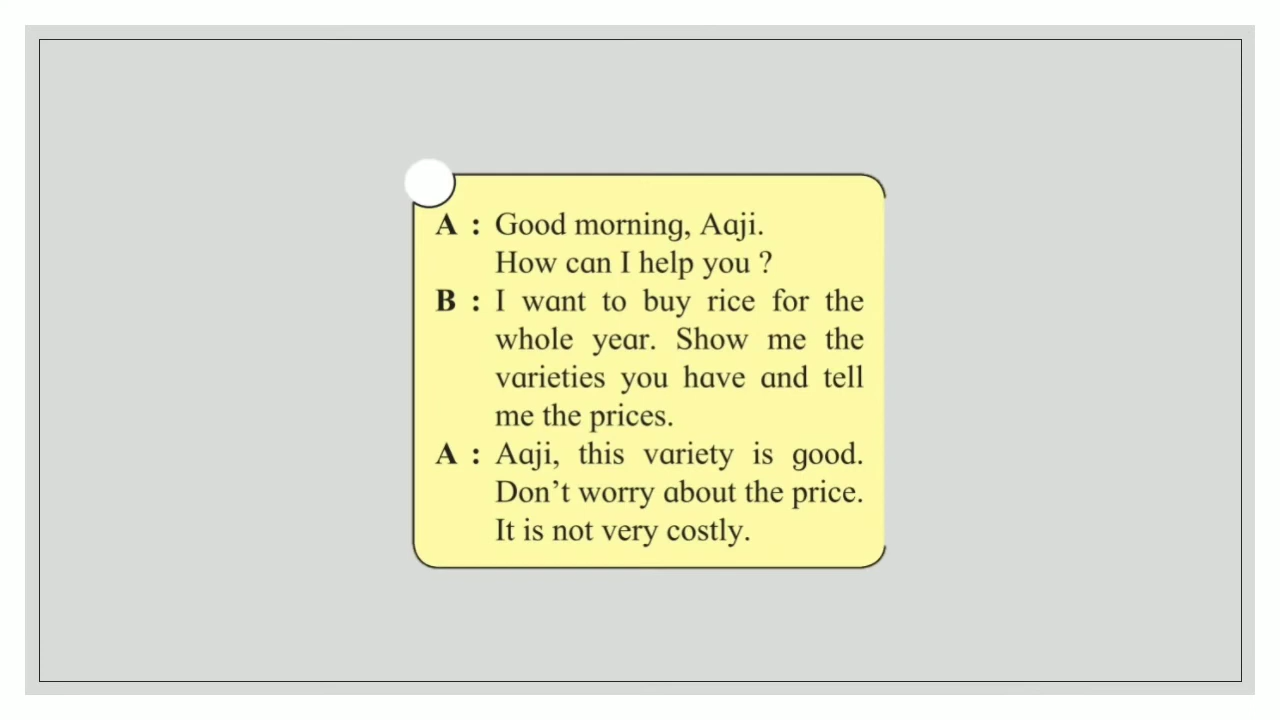 A : Good morning, Aaji.
How can I help you ?
B : I want to buy rice for the
whole year. Show me the
varieties you have and tell
me the prices.
A : Aaji, this variety is good.
Don’t worry about the price.
It is not very costly.